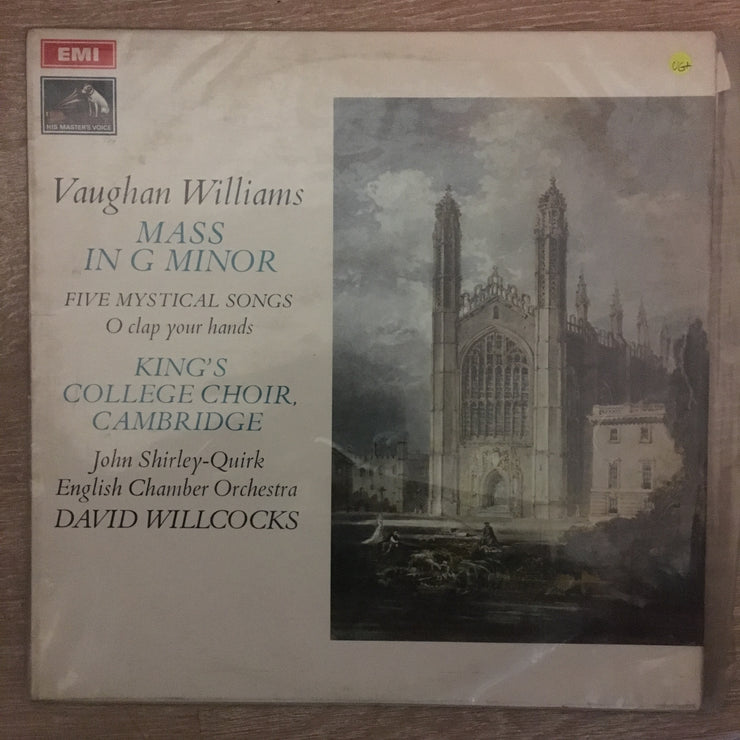 EMI
HIS MASTER'S VOICE
Vaughan Williams
MASS
IN G MINOR
FIVE MYSTICAL SONGS
O clap your hands
KING'S
COLLEGE CHOIR,
CAMBRIDGE
John Shirley-Quirk
English Chamber Orchestra
DAVID WILLCOCKS